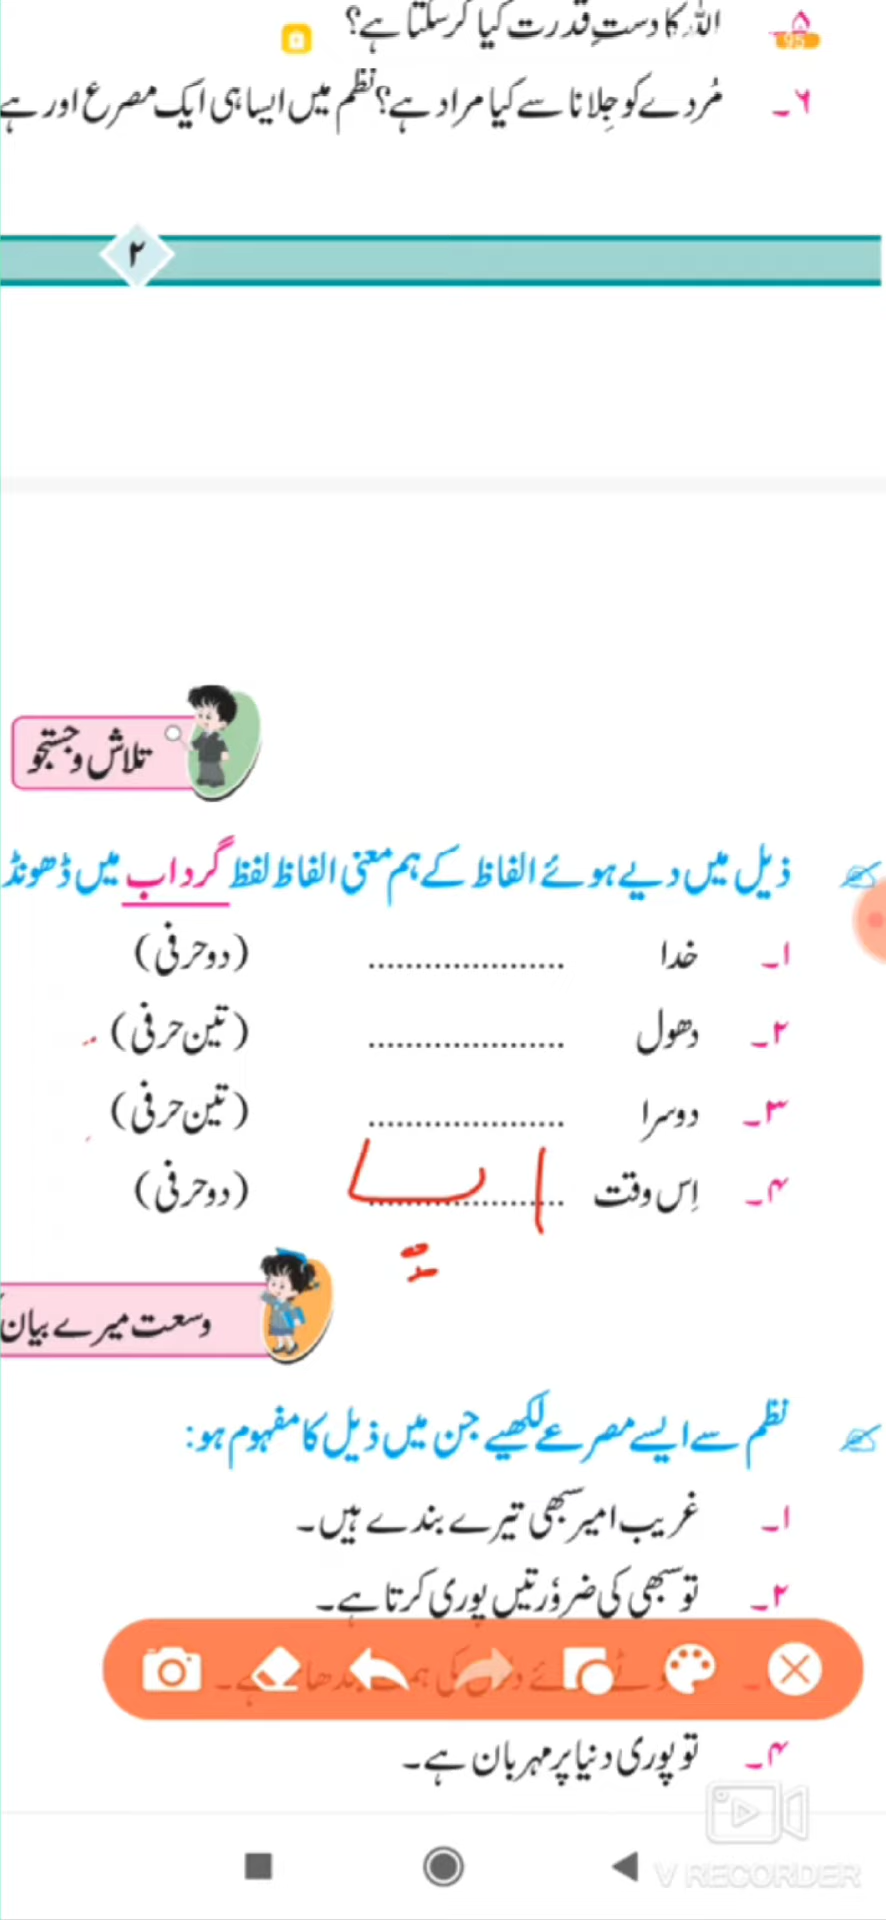 ۵۔ اللہ کا دستِ قدرت کیا کر سکتا ہے؟
95
۶۔ مُردے کو جِلانا سے کیا مراد ہے؟ نظم میں ایسا ہی ایک مصرع اور ہے
۲
تلاش و جستجو
ذیل میں دیے ہوئے الفاظ کے ہم معنی الفاظ لفظ گرداب میں ڈھونڈ
۱۔ خدا ..................... (دو حرفی)
۲۔ دھول ..................... (تین حرفی)
۳۔ دوسرا ..................... (تین حرفی)
۴۔ اِس وقت ..................... (دو حرفی)
وسعت میرے بیان
نظم سے ایسے مصرعے لکھیے جن میں ذیل کا مفہوم ہو:
۱۔ غریب امیر سبھی تیرے بندے ہیں۔
۲۔ تو سبھی کی ضرورتیں پوری کرتا ہے۔
۴۔ تو پوری دنیا پر مہربان ہے۔
V RECORDER